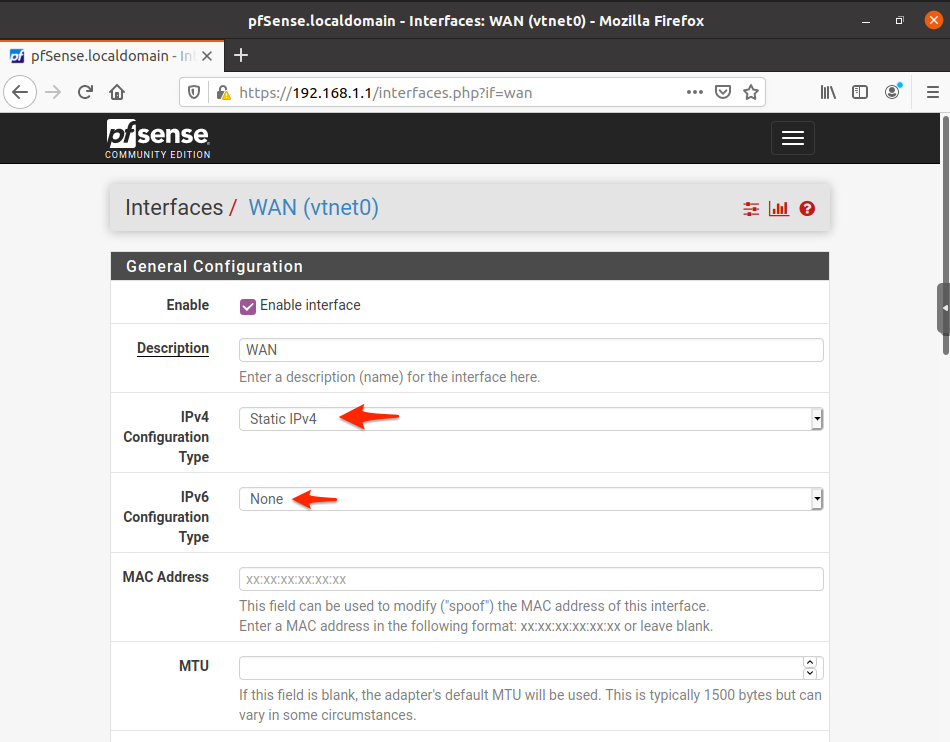 pfSense.localdomain - Interfaces: WAN (vtnet0) - Mozilla Firefox
pfSense.localdomain - In
https://192.168.1.1/interfaces.php?if=wan
pfsense
COMMUNITY EDITION
Interfaces / WAN (vtnet0)
General Configuration
Enable
Enable interface
Description
WAN
Enter a description (name) for the interface here.
IPv4
Configuration
Type
Static IPv4
IPv6
Configuration
Type
None
MAC Address
xx:xx:xx:xx:xx:xx
This field can be used to modify ("spoof") the MAC address of this interface.
Enter a MAC address in the following format: xx:xx:xx:xx:xx:xx or leave blank.
MTU
If this field is blank, the adapter's default MTU will be used. This is typically 1500 bytes but can
vary in some circumstances.